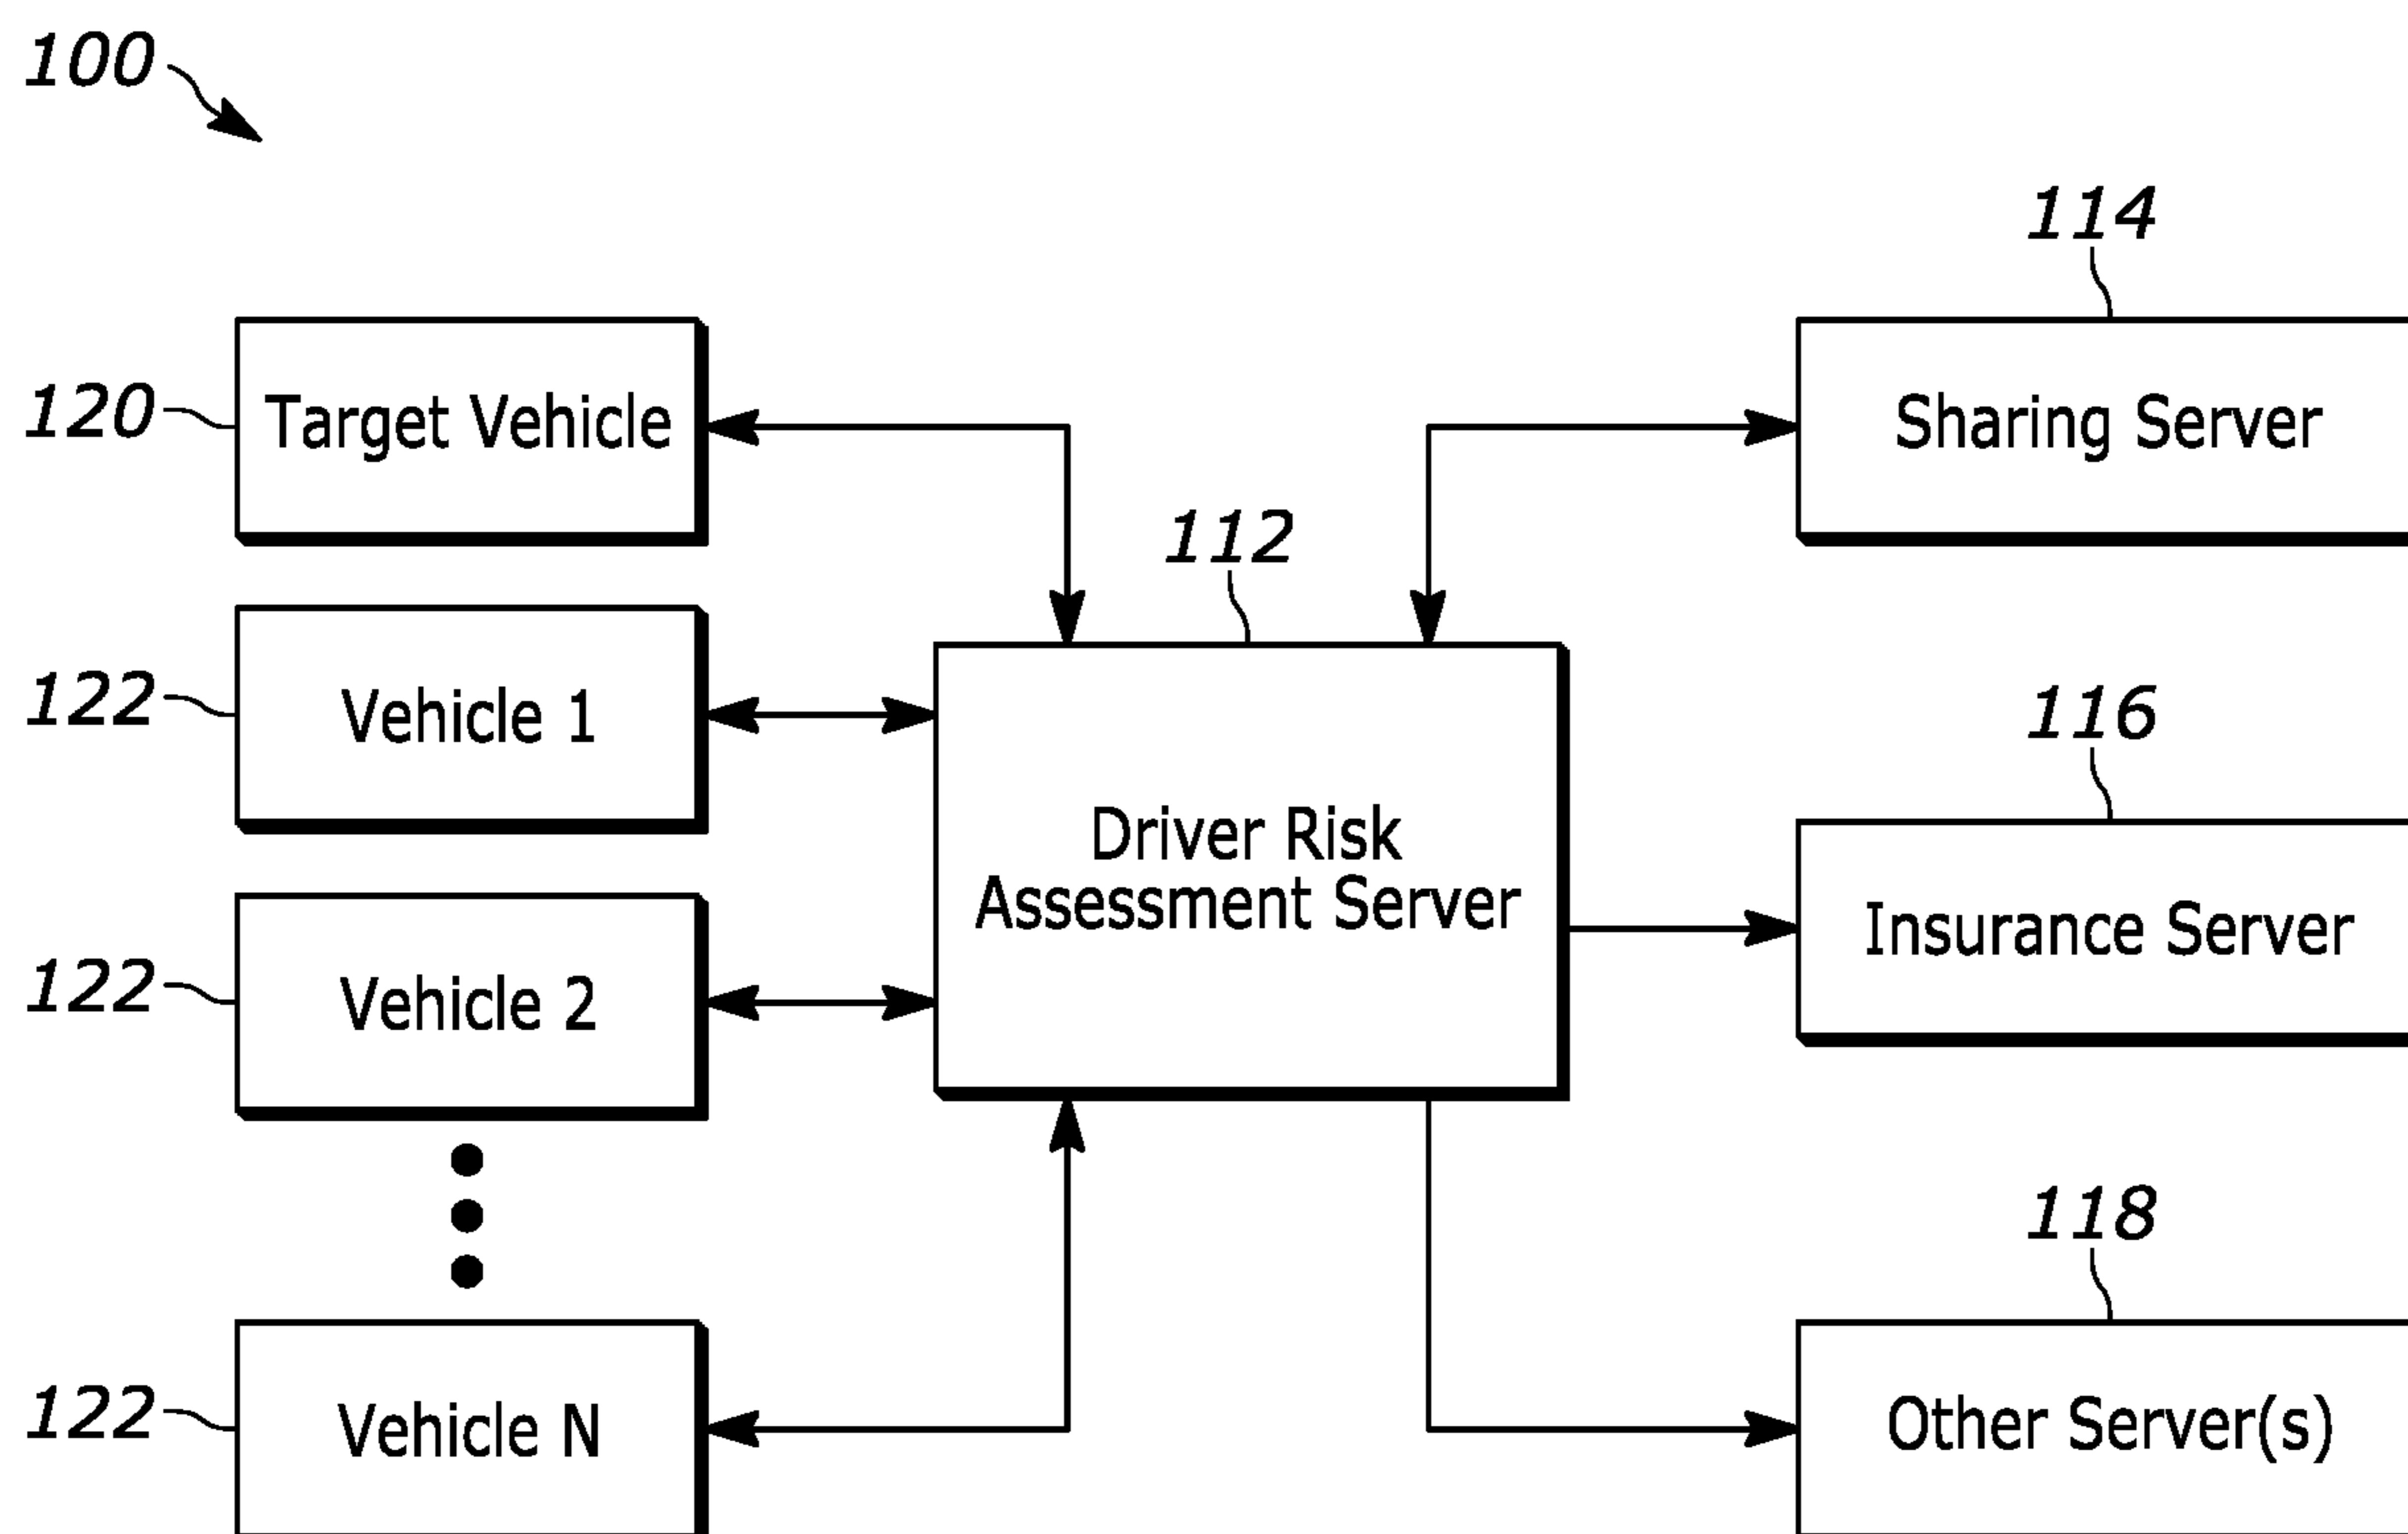 100
114
120
Target Vehicle
Sharing Server
112
122
Vehicle 1
116
Driver Risk
Assessment Server
Insurance Server
122
Vehicle 2
118
122
Vehicle N
Other Server(s)